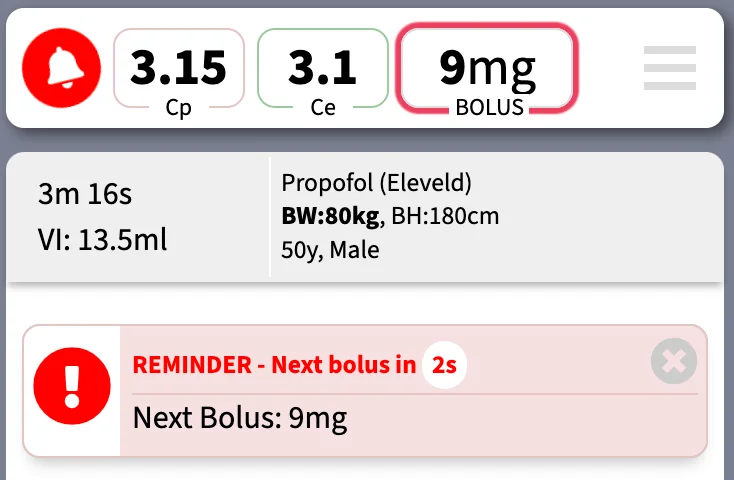 3.15
Cp
3.1
Ce
9mg
BOLUS
3m 16s
VI: 13.5ml
Propofol (Eleveld)
BW:80kg, BH:180cm
50y, Male
REMINDER - Next bolus in 2s
Next Bolus: 9mg